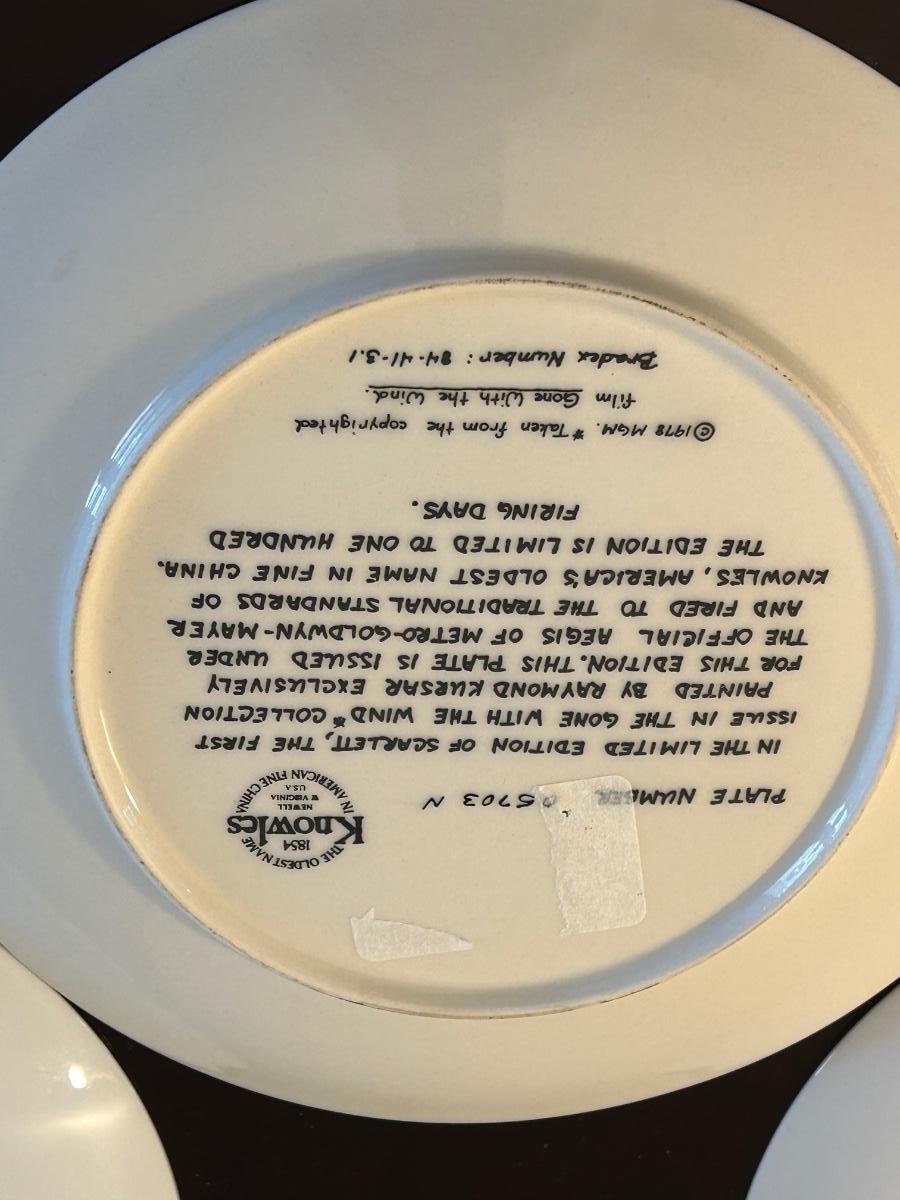 THE OLDEST NAME
1854
Knowles
NEWELL
W VIRGINIA
U.S.A.
IN AMERICAN FINE CHINA
PLATE NUMBER 05703 N
IN THE LIMITED EDITION OF SCARLETT, THE FIRST
ISSUE IN THE GONE WITH THE WIND* COLLECTION
PAINTED BY RAYMOND KURSAR EXCLUSIVELY
FOR THIS EDITION. THIS PLATE IS ISSUED UNDER
THE OFFICIAL AEGIS OF METRO-GOLDWYN-MAYER
AND FIRED TO THE TRADITIONAL STANDARDS OF
KNOWLES, AMERICA'S OLDEST NAME IN FINE CHINA.
THE EDITION IS LIMITED TO ONE HUNDRED
FIRING DAYS.
©1978 MGM. *Taken from the copyrighted
film Gone With the Wind.
Bradex Number: 84-41-3.1